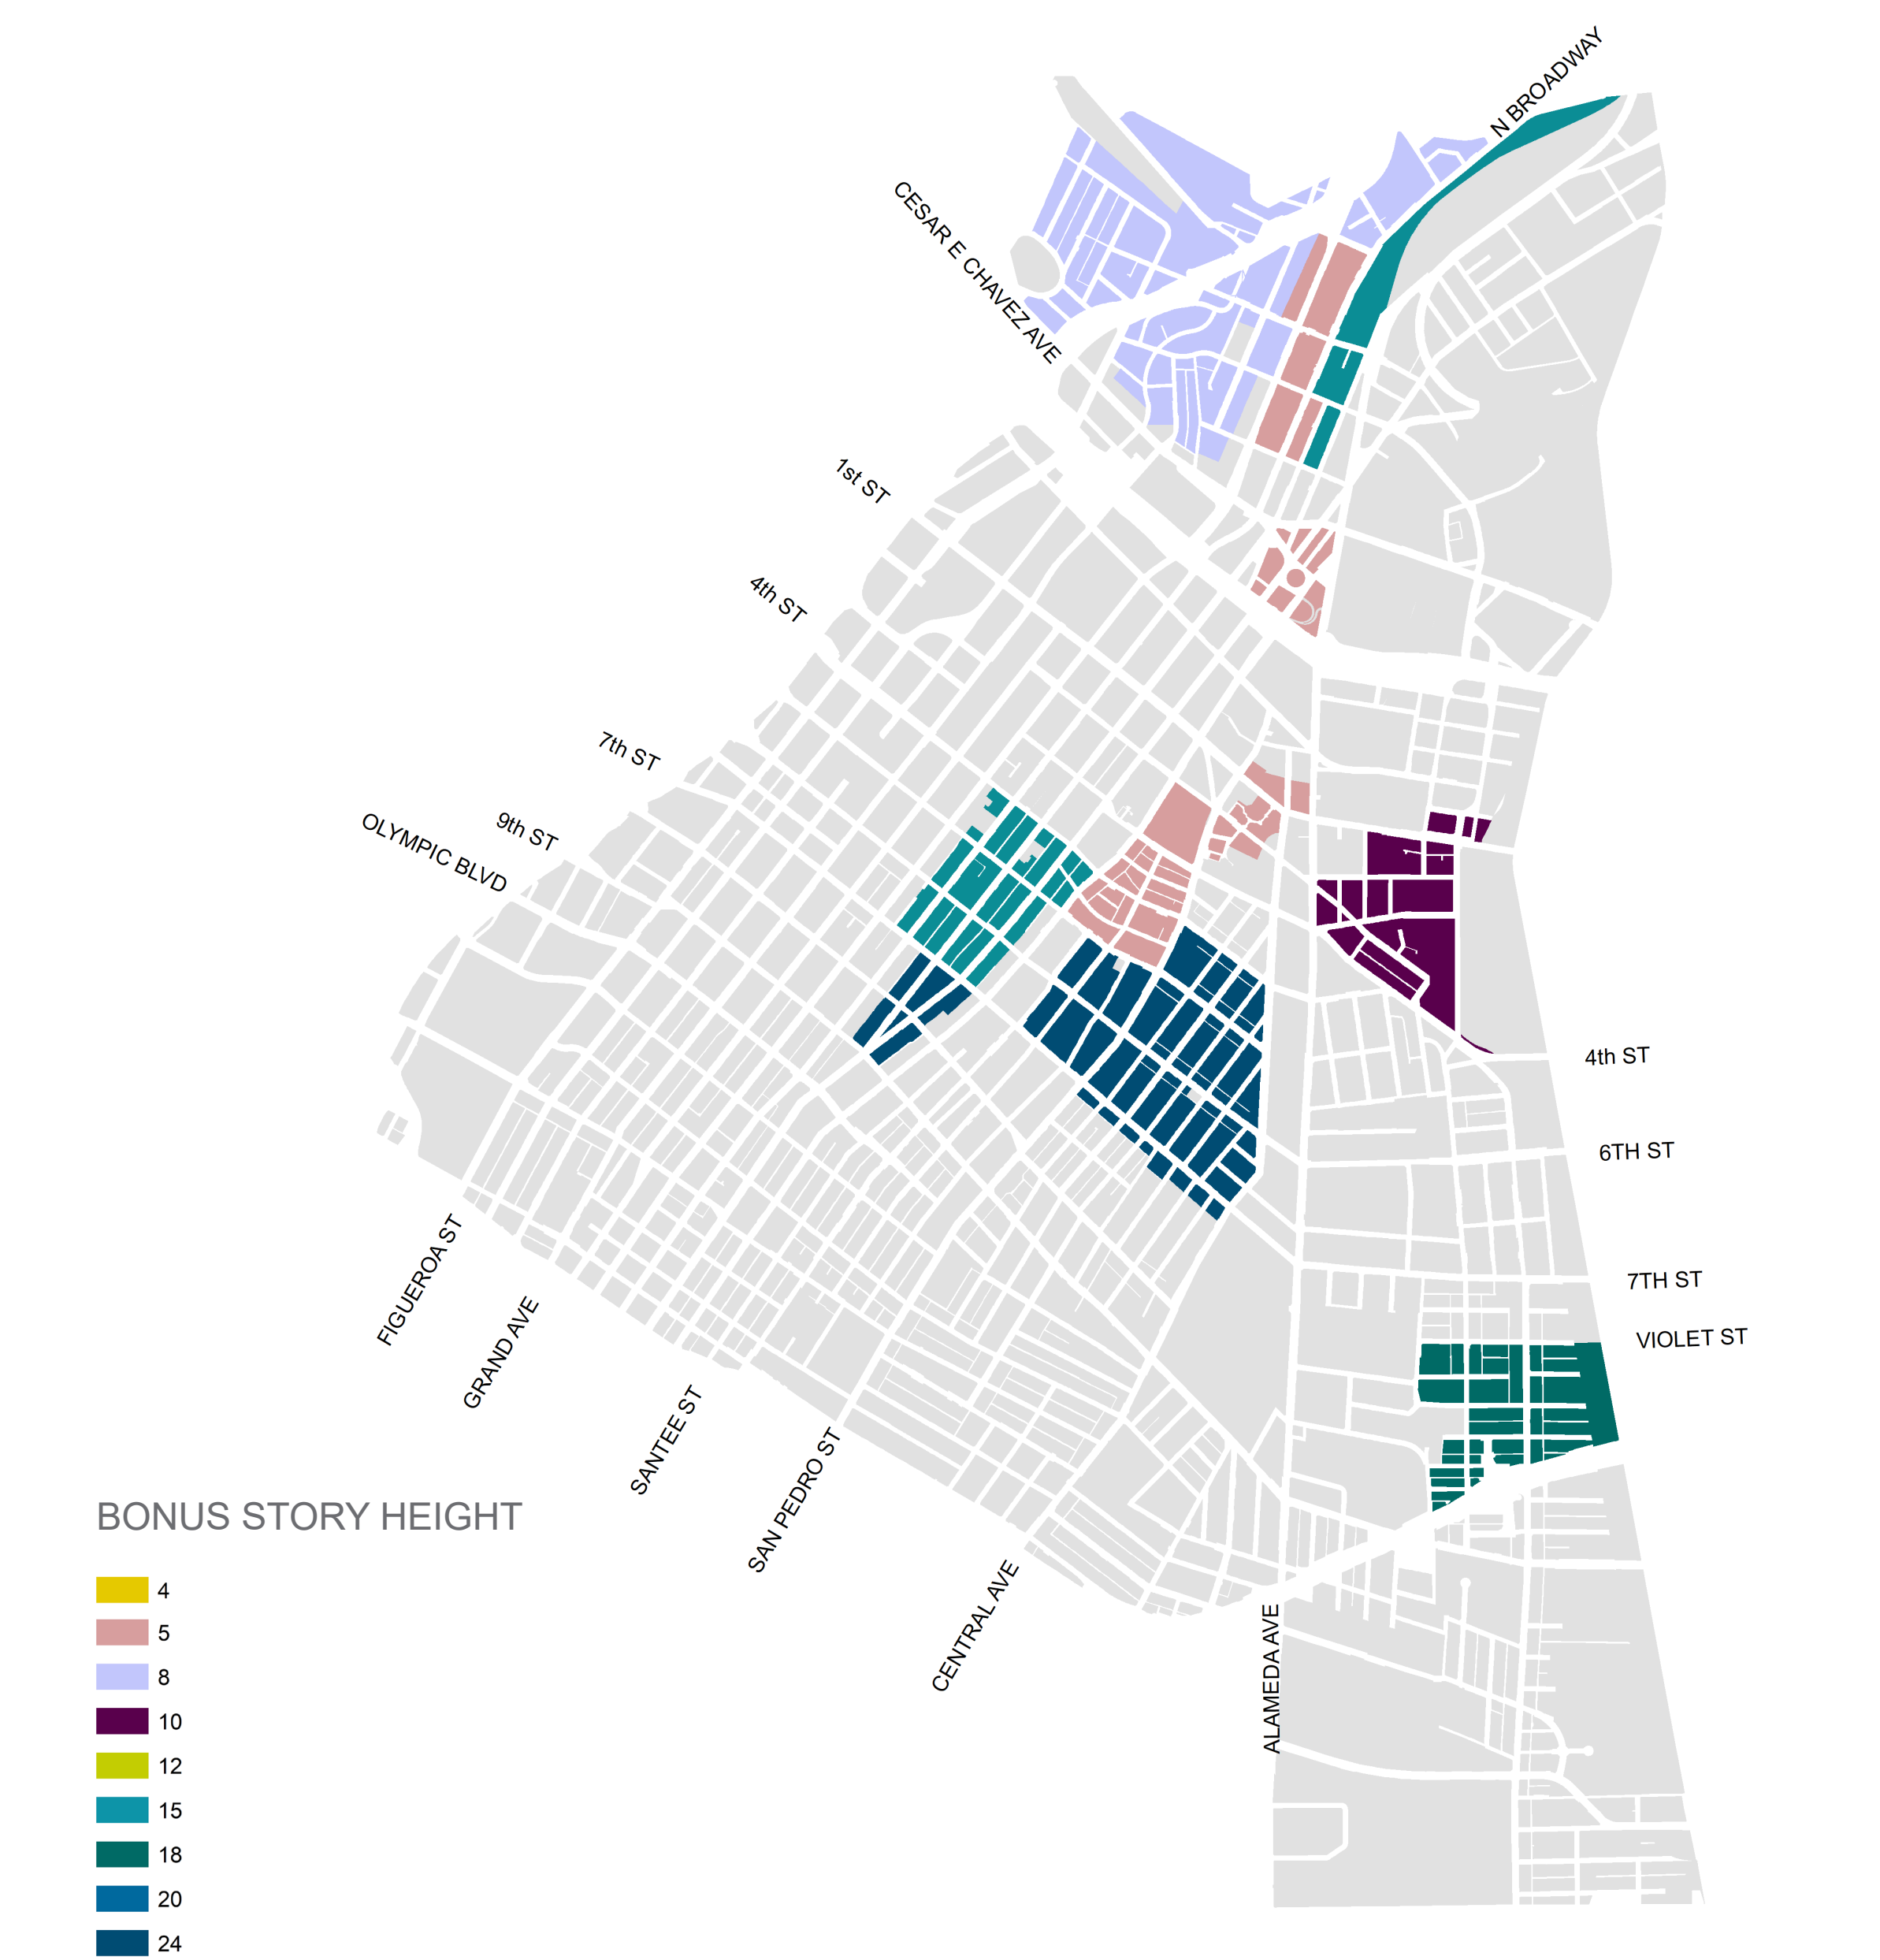 N BROADWAY
CESAR E CHAVEZ AVE
1st ST
4th ST
7th ST
9th ST
OLYMPIC BLVD
4th ST
6TH ST
7TH ST
VIOLET ST
FIGUEROA ST
GRAND AVE
SANTEE ST
SAN PEDRO ST
CENTRAL AVE
ALAMEDA AVE
BONUS STORY HEIGHT
4
5
8
10
12
15
18
20
24